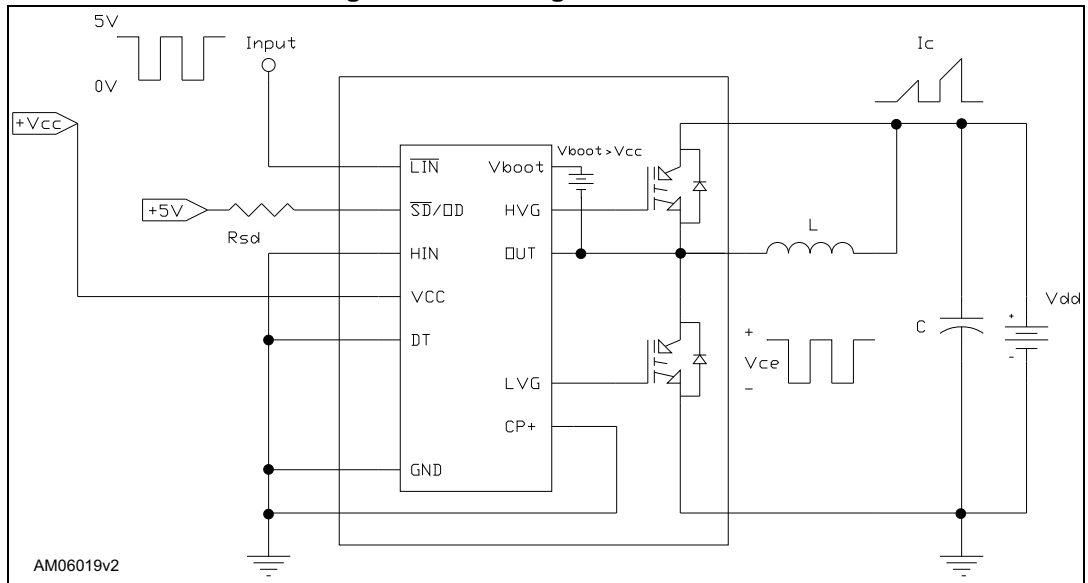 5V
Input
Ic
0V
+Vcc
Vboot>Vcc
LIN
Vboot
+5V
SD/OD
HVG
Rsd
L
HIN
OUT
VCC
Vdd
DT
C
+
-
+
Vce
-
LVG
CP+
GND
AM06019v2